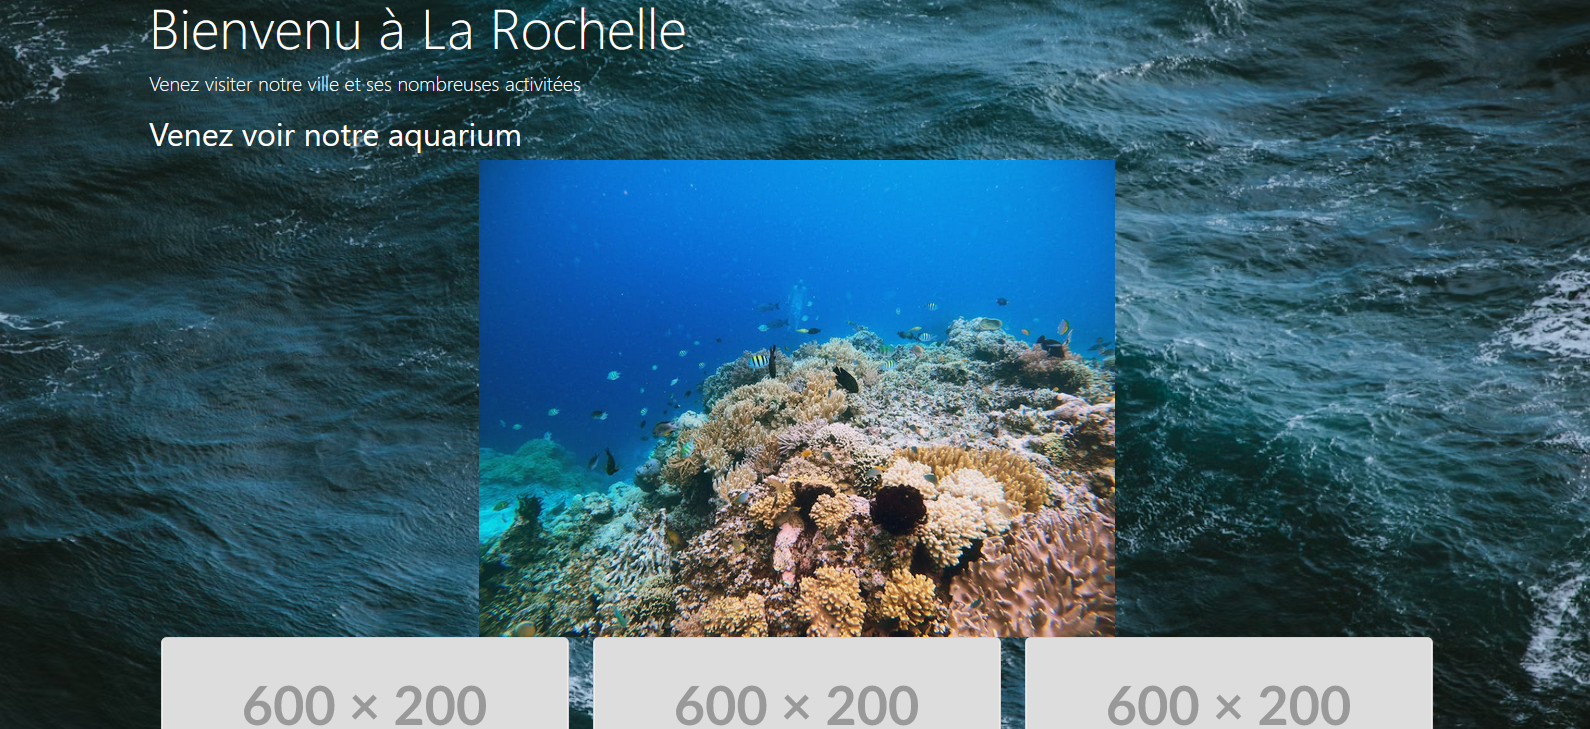 Bienvenu à La Rochelle
Venez visiter notre ville et ses nombreuses activitées
Venez voir notre aquarium
600 × 200
600 × 200
600 × 200